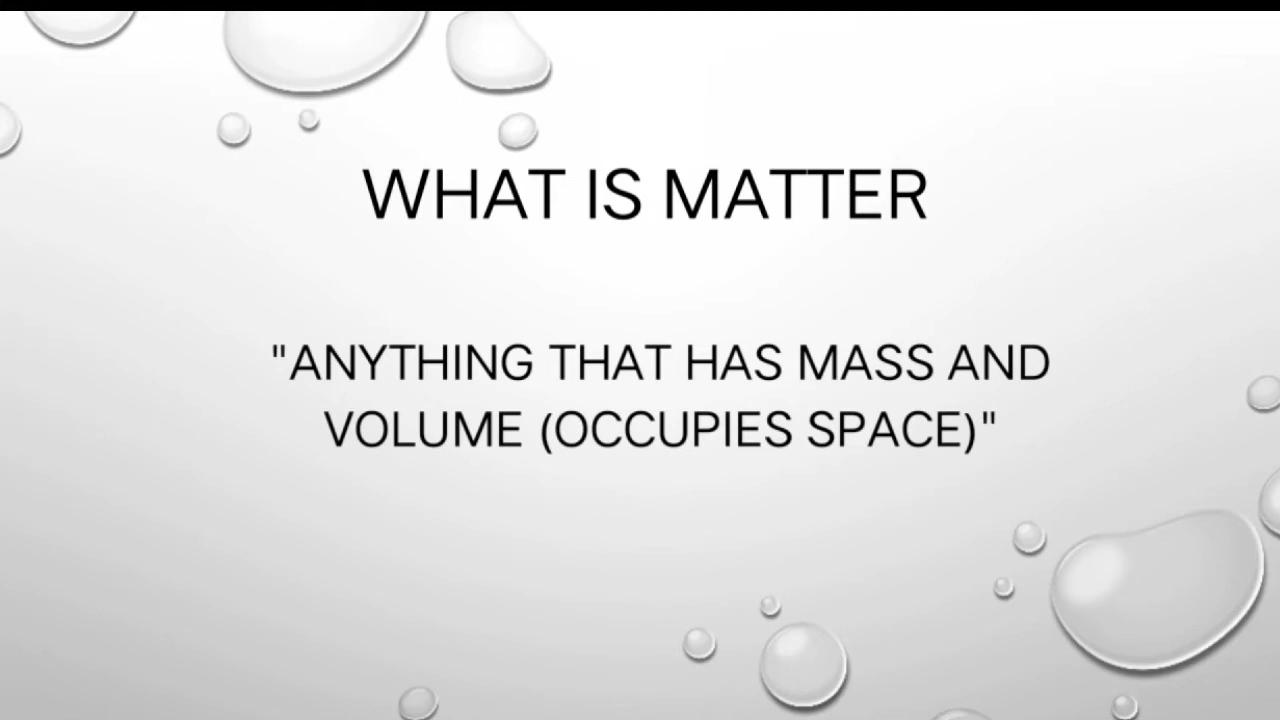 WHAT IS MATTER
"ANYTHING THAT HAS MASS AND
VOLUME (OCCUPIES SPACE)"